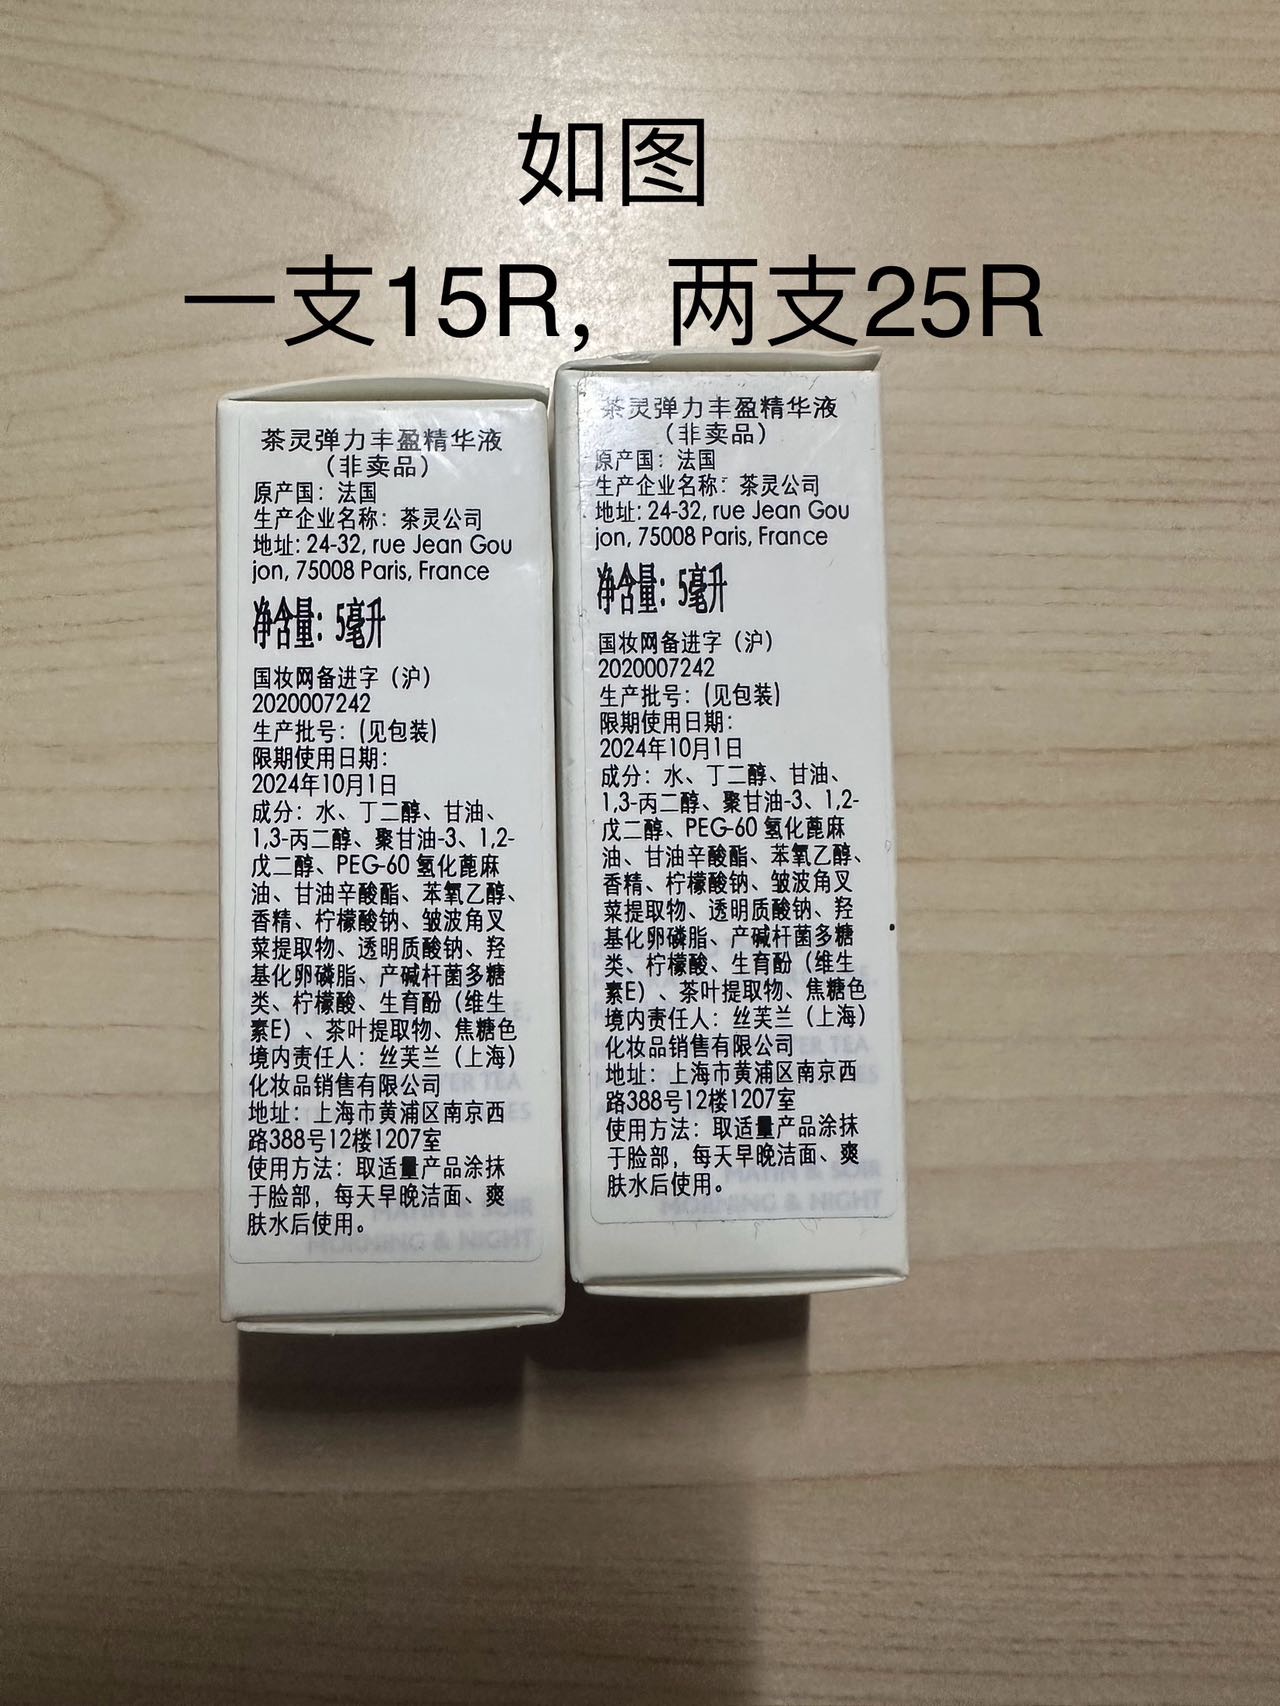 如图
一支15R，两支25R
茶灵弹力丰盈精华液
（非卖品）
原产国：法国
生产企业名称：茶灵公司
地址: 24-32, rue Jean Gou
jon, 75008 Paris, France
净含量：5毫升
国妆网备进字（沪）
2020007242
生产批号：(见包装)
限期使用日期：
2024年10月1日
成分：水、丁二醇、甘油、
1,3-丙二醇、聚甘油-3、1,2-
戊二醇、PEG-60 氢化蓖麻
油、甘油辛酸酯、苯氧乙醇、
香精、柠檬酸钠、皱波角叉
菜提取物、透明质酸钠、羟
基化卵磷脂、产碱杆菌多糖
类、柠檬酸、生育酚（维生
素E）、茶叶提取物、焦糖色
境内责任人：丝芙兰（上海）
化妆品销售有限公司
地址：上海市黄浦区南京西
路388号12楼1207室
使用方法：取适量产品涂抹
于脸部，每天早晚洁面、爽
肤水后使用。
MATIN & SOIR
MORNING & NIGHT
茶灵弹力丰盈精华液
（非卖品）
原产国：法国
生产企业名称：茶灵公司
地址: 24-32, rue Jean Gou
jon, 75008 Paris, France
净含量：5毫升
国妆网备进字（沪）
2020007242
生产批号：(见包装)
限期使用日期：
2024年10月1日
成分：水、丁二醇、甘油、
1,3-丙二醇、聚甘油-3、1,2-
戊二醇、PEG-60 氢化蓖麻
油、甘油辛酸酯、苯氧乙醇、
香精、柠檬酸钠、皱波角叉
菜提取物、透明质酸钠、羟
基化卵磷脂、产碱杆菌多糖
类、柠檬酸、生育酚（维生
素E）、茶叶提取物、焦糖色
境内责任人：丝芙兰（上海）
化妆品销售有限公司
地址：上海市黄浦区南京西
路388号12楼1207室
使用方法：取适量产品涂抹
于脸部，每天早晚洁面、爽
肤水后使用。
MATIN & SOIR
MORNING & NIGHT